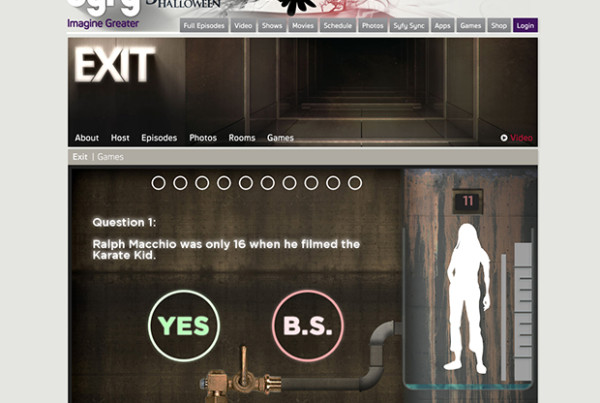 syfy
HALLOWEEN
Imagine Greater
Full Episodes Video Shows Movies Schedule Photos Syfy Sync Apps Games Shop Login
EXIT
About Host Episodes Photos Rooms Games Video
Exit | Games
11
Question 1:
Ralph Macchio was only 16 when he filmed the
Karate Kid.
YES B.S.